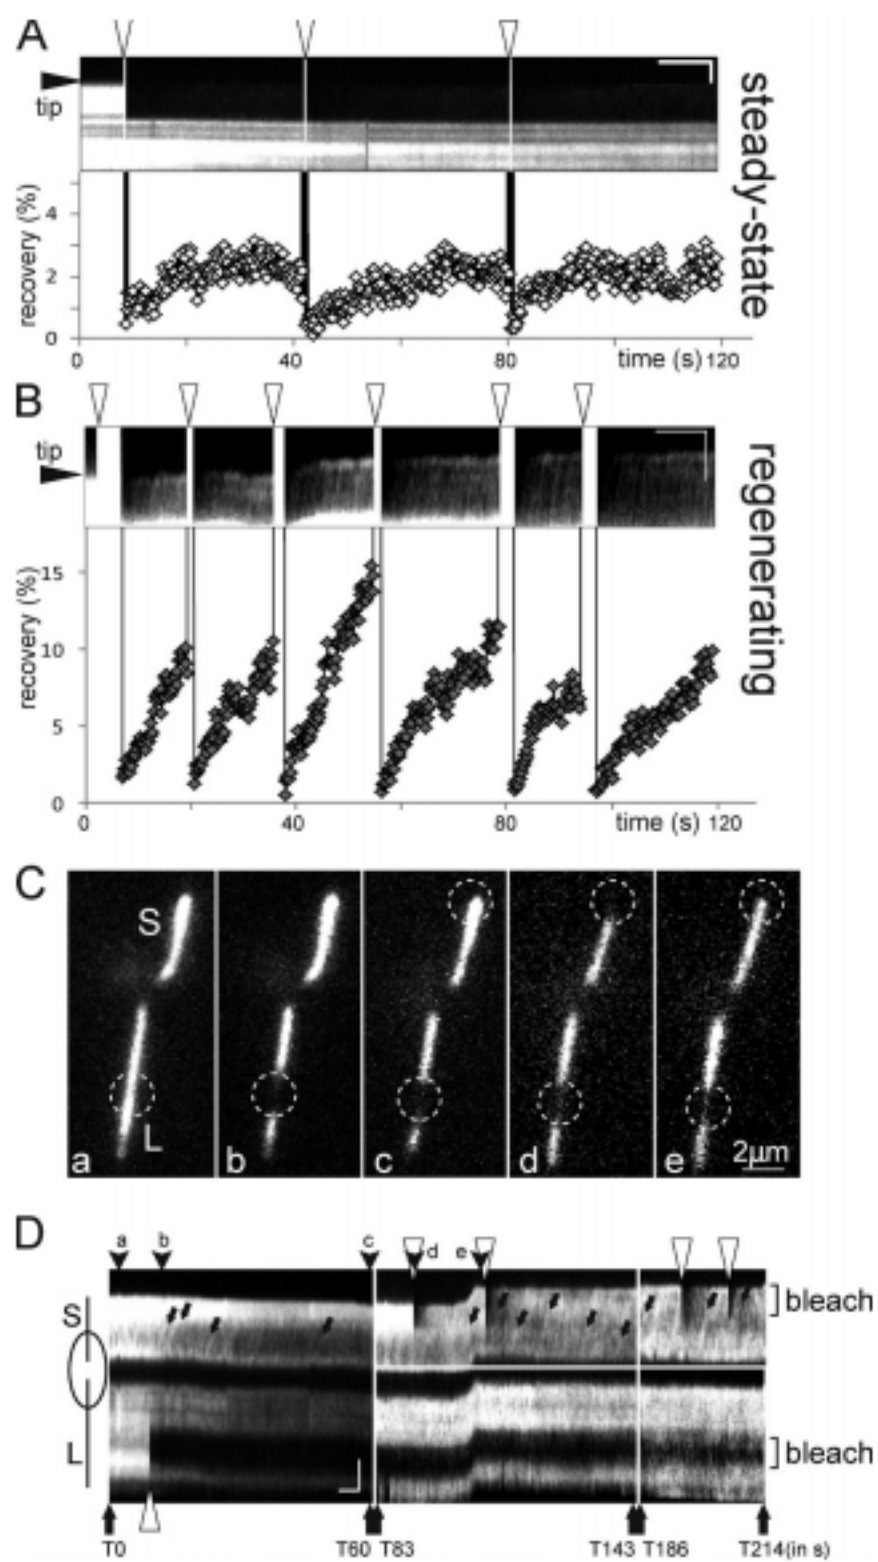 A
tip
steady-state
recovery (%)
4
2
0
0 40 80 time (s) 120
B
tip
regenerating
recovery (%)
15
10
5
0
0 40 80 time (s) 120
C
S
L
a b c d e
2µm
D
a b c d e
S
bleach
L
bleach
T0 T60 T83 T143 T186 T214(in s)